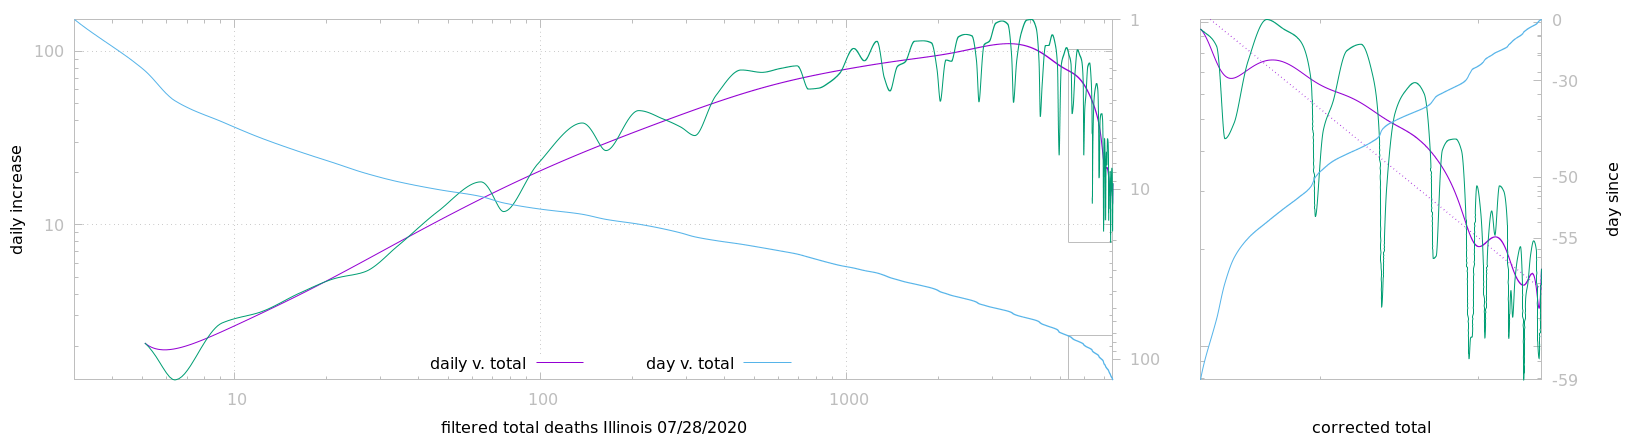 1
0
100
-30
daily increase
10
-50
day since
10
-55
daily v. total
day v. total
100
-59
10
100
1000
filtered total deaths Illinois 07/28/2020
corrected total